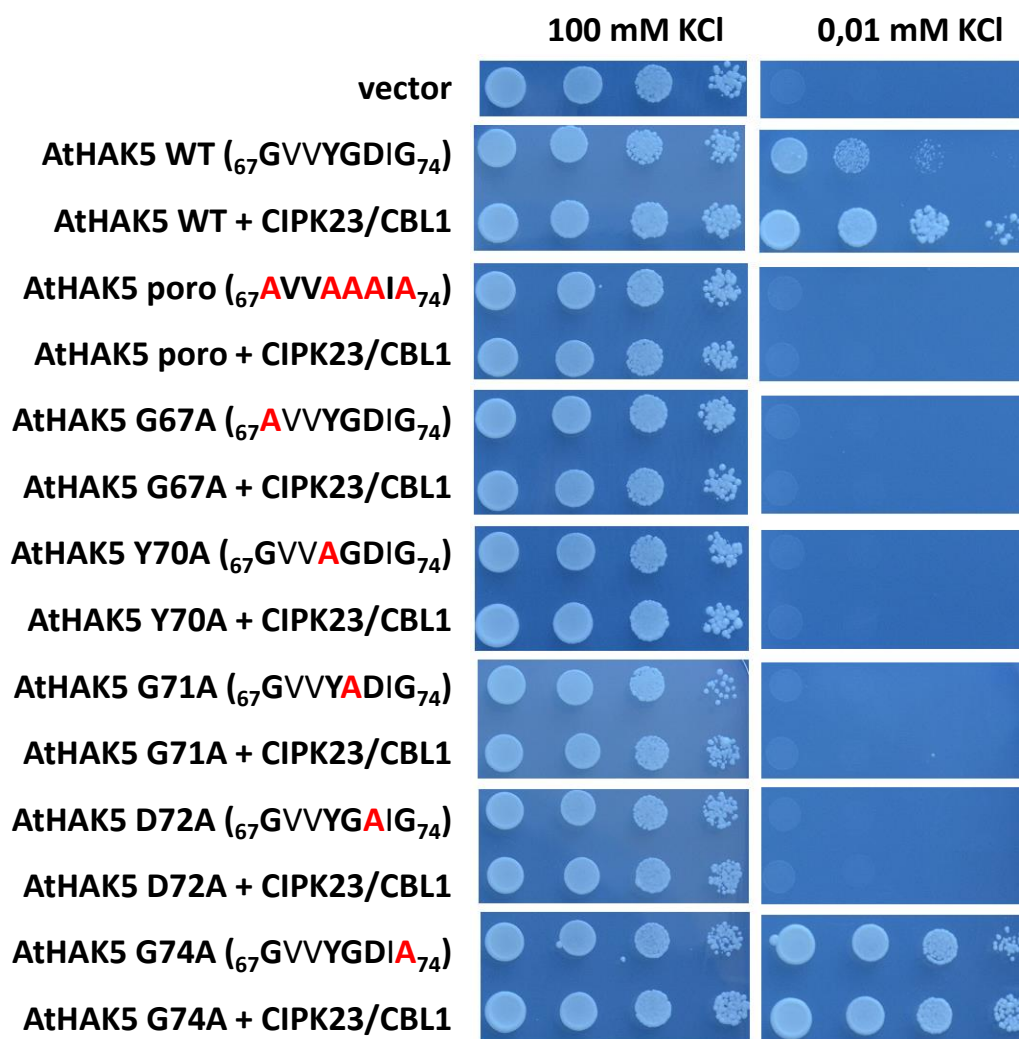 100 mM KCl 0,01 mM KCl
vector
AtHAK5 WT (₆₇GVVYGDIG₇₄)
AtHAK5 WT + CIPK23/CBL1
AtHAK5 poro (₆₇AVVAAAIA₇₄)
AtHAK5 poro + CIPK23/CBL1
AtHAK5 G67A (₆₇AVVYGDIG₇₄)
AtHAK5 G67A + CIPK23/CBL1
AtHAK5 Y70A (₆₇GVVAGDIG₇₄)
AtHAK5 Y70A + CIPK23/CBL1
AtHAK5 G71A (₆₇GVVYADIG₇₄)
AtHAK5 G71A + CIPK23/CBL1
AtHAK5 D72A (₆₇GVVYGAIG₇₄)
AtHAK5 D72A + CIPK23/CBL1
AtHAK5 G74A (₆₇GVVYGDIA₇₄)
AtHAK5 G74A + CIPK23/CBL1